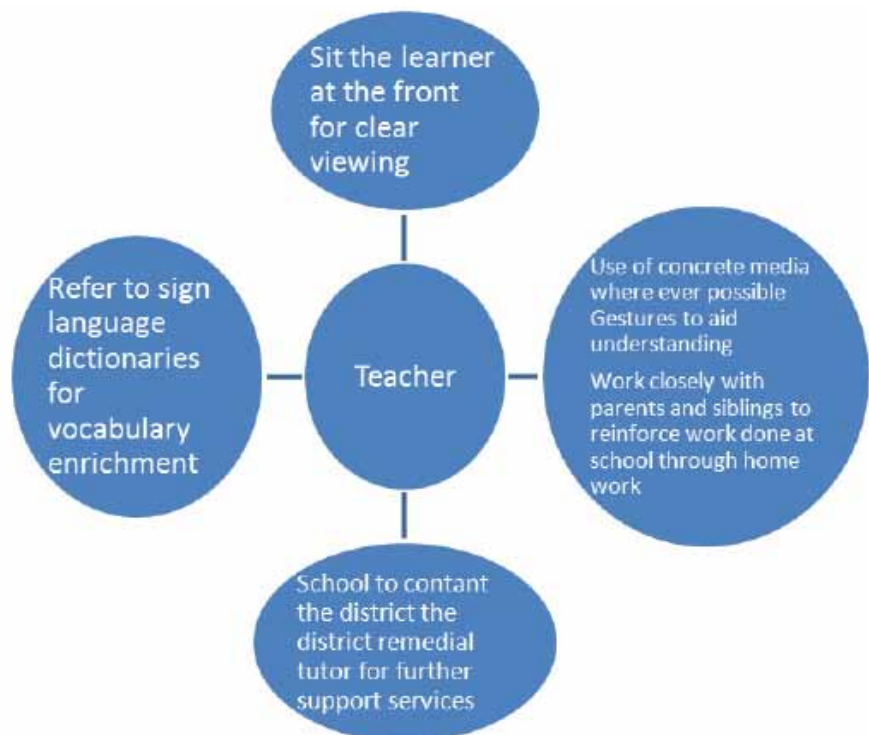 Sit the learner
at the front
for clear
viewing
Refer to sign
language
dictionaries
for
vocabulary
enrichment
Teacher
Use of concrete media
where ever possible
Gestures to aid
understanding
Work closely with
parents and siblings to
reinforce work done at
school through home
work
School to contant
the district the
district remedial
tutor for further
support services